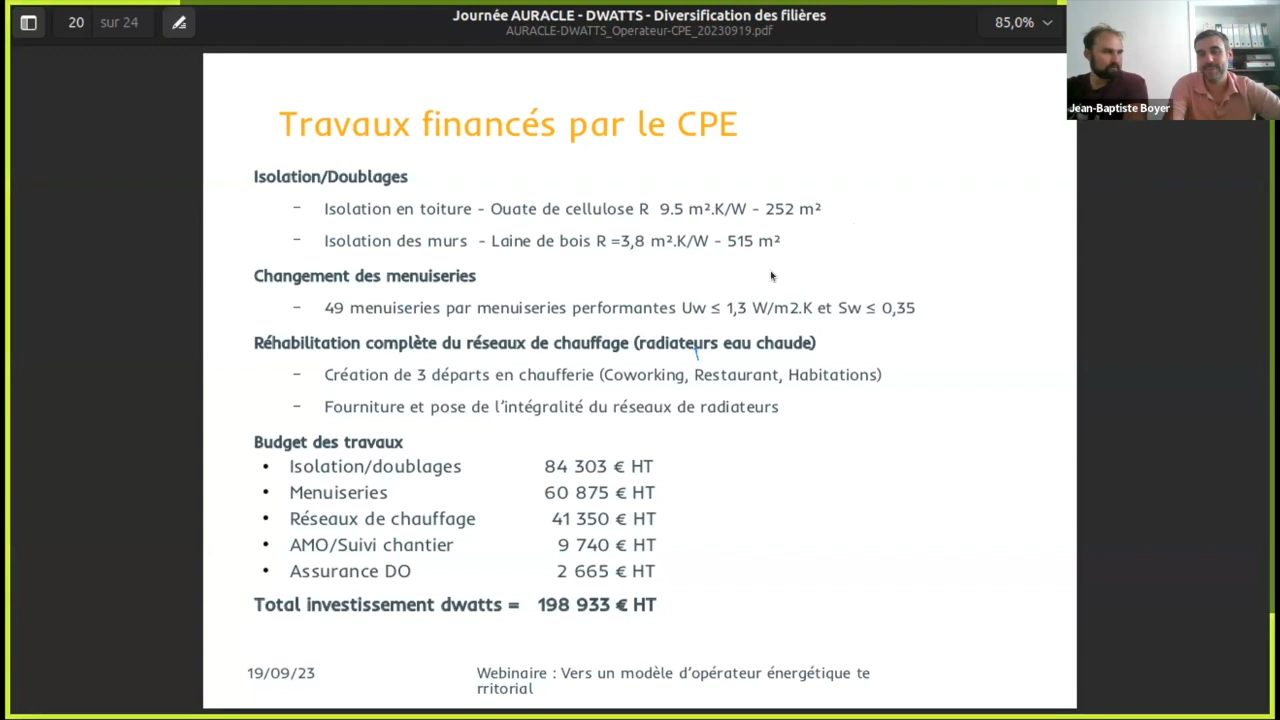 20 sur 24
Journée AURACLE - DWATTS - Diversification des filières
AURACLE-DWATTS_Operateur-CPE_20230919.pdf
85,0%
Jean-Baptiste Boyer
Travaux financés par le CPE
Isolation/Doublages
– Isolation en toiture - Ouate de cellulose R 9.5 m².K/W - 252 m²
– Isolation des murs - Laine de bois R =3,8 m².K/W - 515 m²
Changement des menuiseries
– 49 menuiseries par menuiseries performantes Uw ≤ 1,3 W/m2.K et Sw ≤ 0,35
Réhabilitation complète du réseaux de chauffage (radiateurs eau chaude)
– Création de 3 départs en chaufferie (Coworking, Restaurant, Habitations)
– Fourniture et pose de l'intégralité du réseaux de radiateurs
Budget des travaux
• Isolation/doublages 84 303 € HT
• Menuiseries 60 875 € HT
• Réseaux de chauffage 41 350 € HT
• AMO/Suivi chantier 9 740 € HT
• Assurance DO 2 665 € HT
Total investissement dwatts = 198 933 € HT
19/09/23
Webinaire : Vers un modèle d'opérateur énergétique te
rritorial